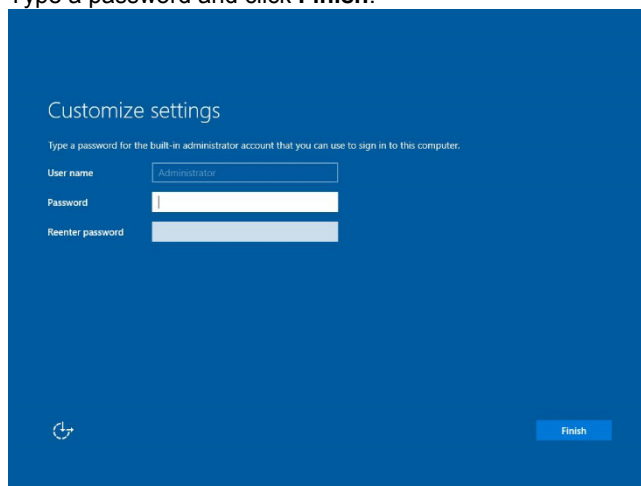 Type a password and click Finish.
Customize settings
Type a password for the built-in administrator account that you can use to sign in to this computer.
User name Administrator
Password
Reenter password
Finish